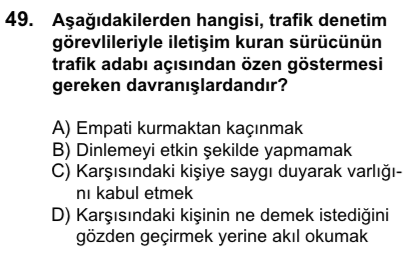 49. Aşağıdakilerden hangisi, trafik denetim
görevlileriyle iletişim kuran sürücünün
trafik adabı açısından özen göstermesi
gereken davranışlardandır?
A) Empati kurmaktan kaçınmak
B) Dinlemeyi etkin şekilde yapmamak
C) Karşısındaki kişiye saygı duyarak varlığı-
nı kabul etmek
D) Karşısındaki kişinin ne demek istediğini
gözden geçirmek yerine akıl okumak